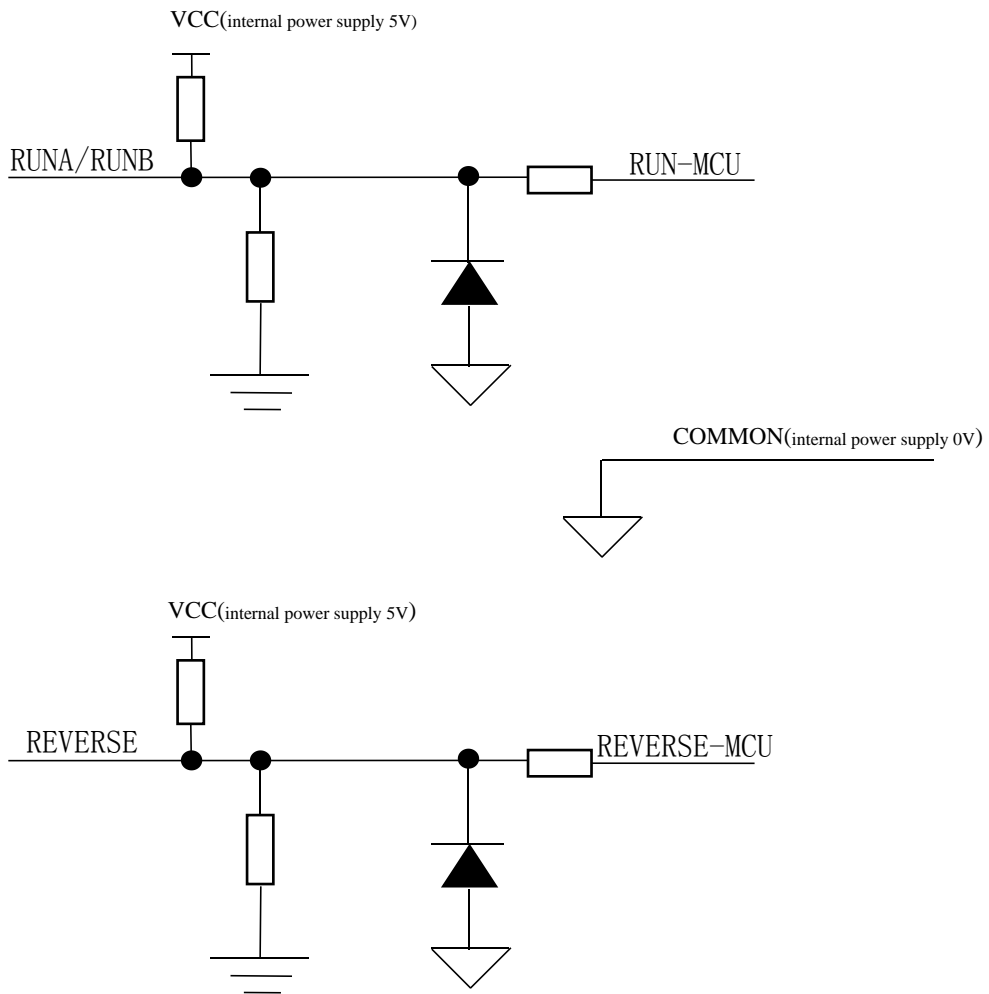 VCC(internal power supply 5V)
RUNA/RUNB
RUN-MCU
COMMON(internal power supply 0V)
VCC(internal power supply 5V)
REVERSE
REVERSE-MCU